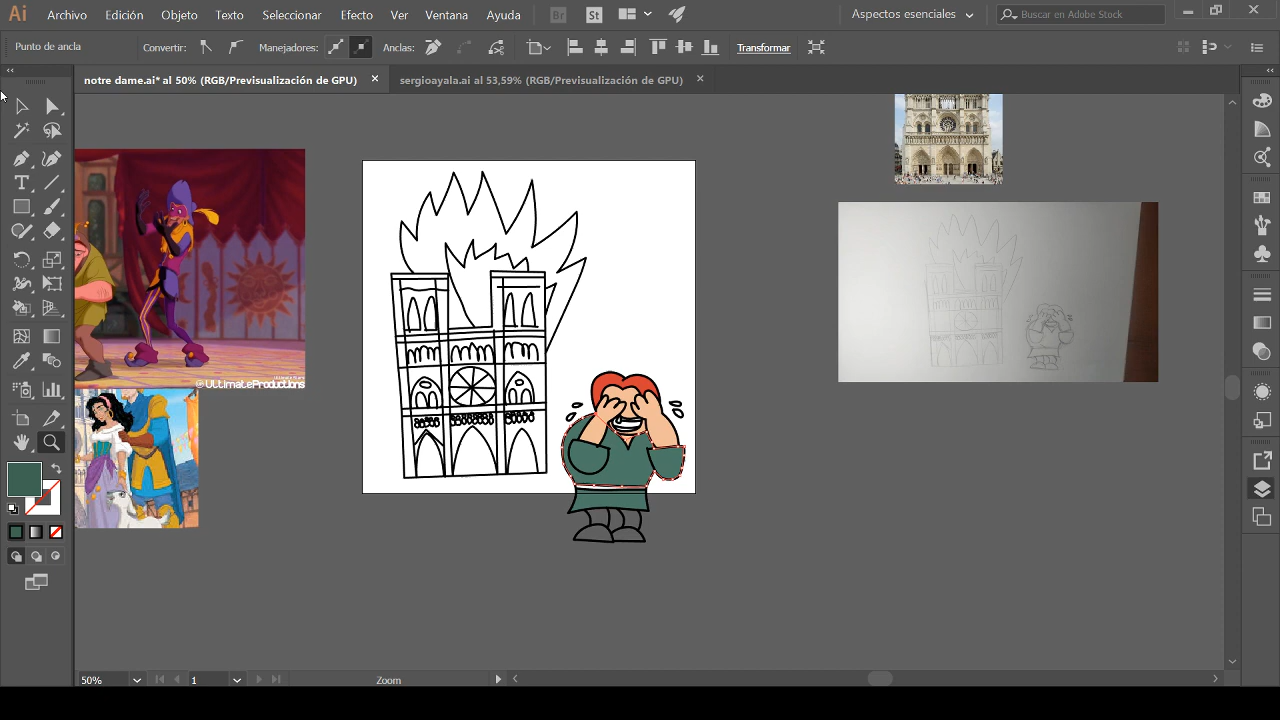 Ai Archivo Edición Objeto Texto Seleccionar Efecto Ver Ventana Ayuda Br St Aspectos esenciales Buscar en Adobe Stock
Punto de ancla Convertir: Manejadores: Anclas: Transformar
notre dame.ai* al 50% (RGB/Previsualización de GPU) × sergioayala.ai al 53,59% (RGB/Previsualización de GPU) ×
T
UltimateProductions
50% 1 Zoom